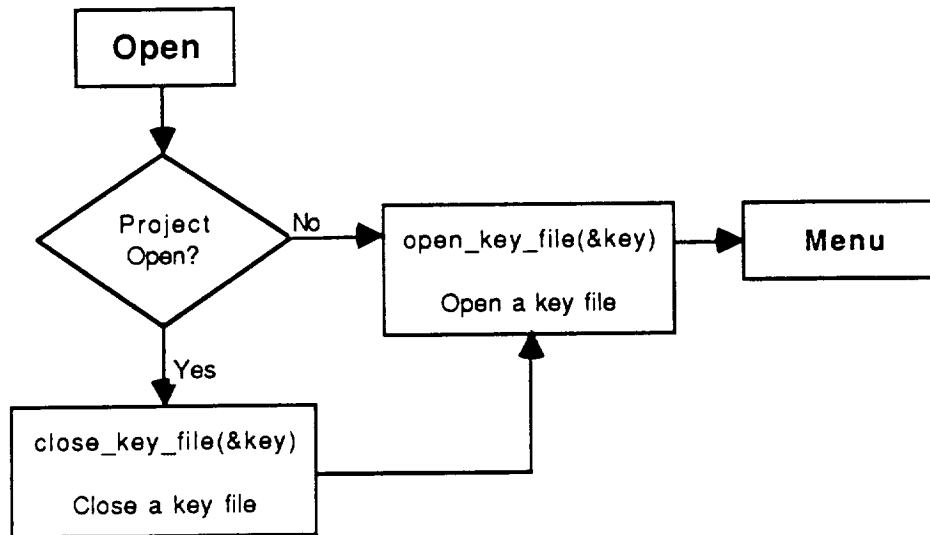 Open
Project
Open?
No
open_key_file(&key)
Open a key file
Menu
Yes
close_key_file(&key)
Close a key file